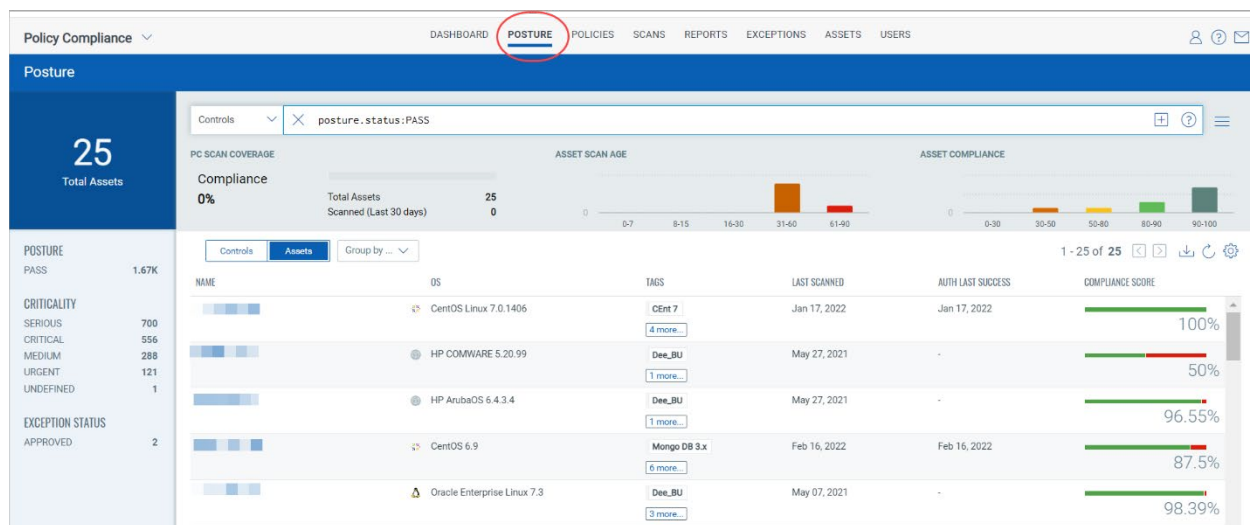 Policy Compliance
DASHBOARD POSTURE POLICIES SCANS REPORTS EXCEPTIONS ASSETS USERS
Posture
25
Total Assets
Controls posture.status:PASS
PC SCAN COVERAGE
Compliance
0%
Total Assets 25
Scanned (Last 30 days) 0
ASSET SCAN AGE
0
0-7 8-15 16-30 31-60 61-90
ASSET COMPLIANCE
0
0-30 30-50 50-80 80-90 90-100
POSTURE
PASS 1.67K
CRITICALITY
SERIOUS 700
CRITICAL 556
MEDIUM 288
URGENT 121
UNDEFINED 1
EXCEPTION STATUS
APPROVED 2
Controls Assets Group by ... 1 - 25 of 25
NAME OS TAGS LAST SCANNED AUTH LAST SUCCESS COMPLIANCE SCORE
CentOS Linux 7.0.1406 CEnt 7 Jan 17, 2022 Jan 17, 2022
4 more... 100%
HP COMWARE 5.20.99 Dee_BU May 27, 2021 -
1 more... 50%
HP ArubaOS 6.4.3.4 Dee_BU May 27, 2021 -
1 more... 96.55%
CentOS 6.9 Mongo DB 3.x Feb 16, 2022 Feb 16, 2022
6 more... 87.5%
Oracle Enterprise Linux 7.3 Dee_BU May 07, 2021 -
3 more... 98.39%